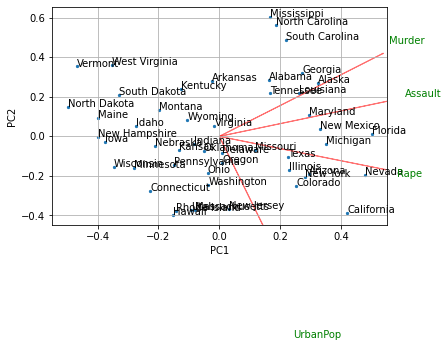 Mississippi
North Carolina
South Carolina
Murder
Vermont West Virginia
Georgia
Arkansas Alabama Alaska
Kentucky
Louisiana
South Dakota Tennessee
Assault
North Dakota
Montana
Maine Wyoming Maryland
Idaho Virginia New Mexico
New Hampshire Florida
Iowa Indiana Michigan
Nebraska
Kansas Delaware Missouri
Texas
Wisconsin Minnesota Pennsylvania Oregon
Ohio Illinois Arizona Nevada
New York Rape
Washington Colorado
Connecticut
New Jersey California
Hawaii
0.6
0.4
0.2
0.0
−0.2
−0.4
PC2
−0.4 −0.2 0.0 0.2 0.4
PC1
UrbanPop